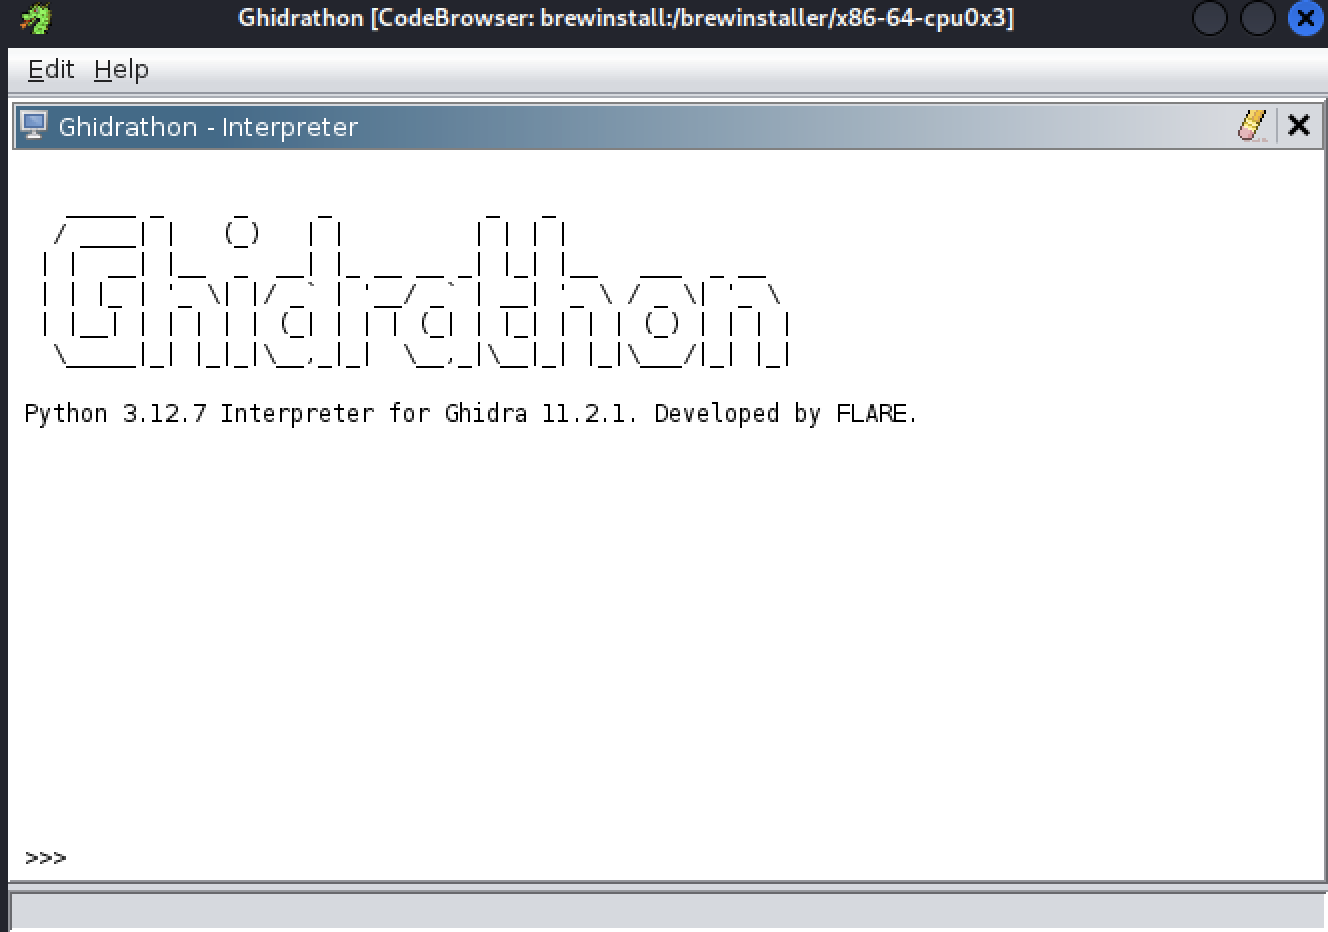 Ghidrathon [CodeBrowser: brewinstall:/brewinstaller/x86-64-cpu0x3]
Edit Help
Ghidrathon - Interpreter
Ghidrathon
Python 3.12.7 Interpreter for Ghidra 11.2.1. Developed by FLARE.
>>>